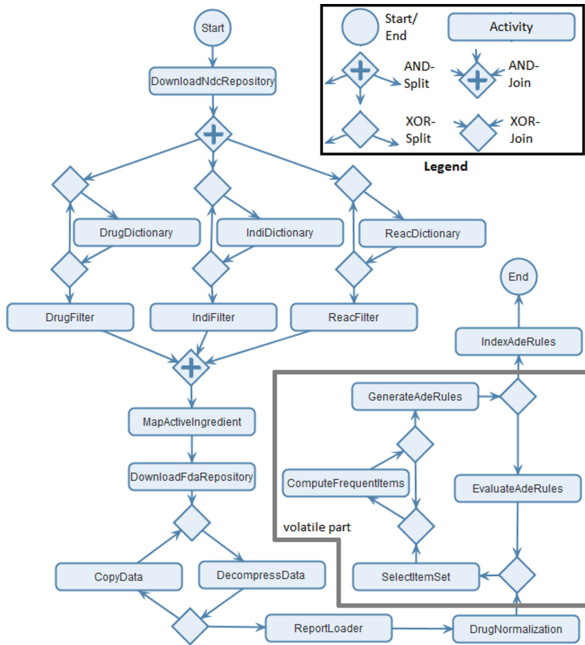 Start
DownloadNdcRepository
Start/
End
Activity
AND-
Split
AND-
Join
XOR-
Split
XOR-
Join
Legend
DrugDictionary
IndiDictionary
ReacDictionary
DrugFilter
IndiFilter
ReacFilter
End
IndexAdeRules
MapActiveIngredient
GenerateAdeRules
DownloadFdaRepository
ComputeFrequentItems
EvaluateAdeRules
volatile part
CopyData
DecompressData
SelectItemSet
ReportLoader
DrugNormalization